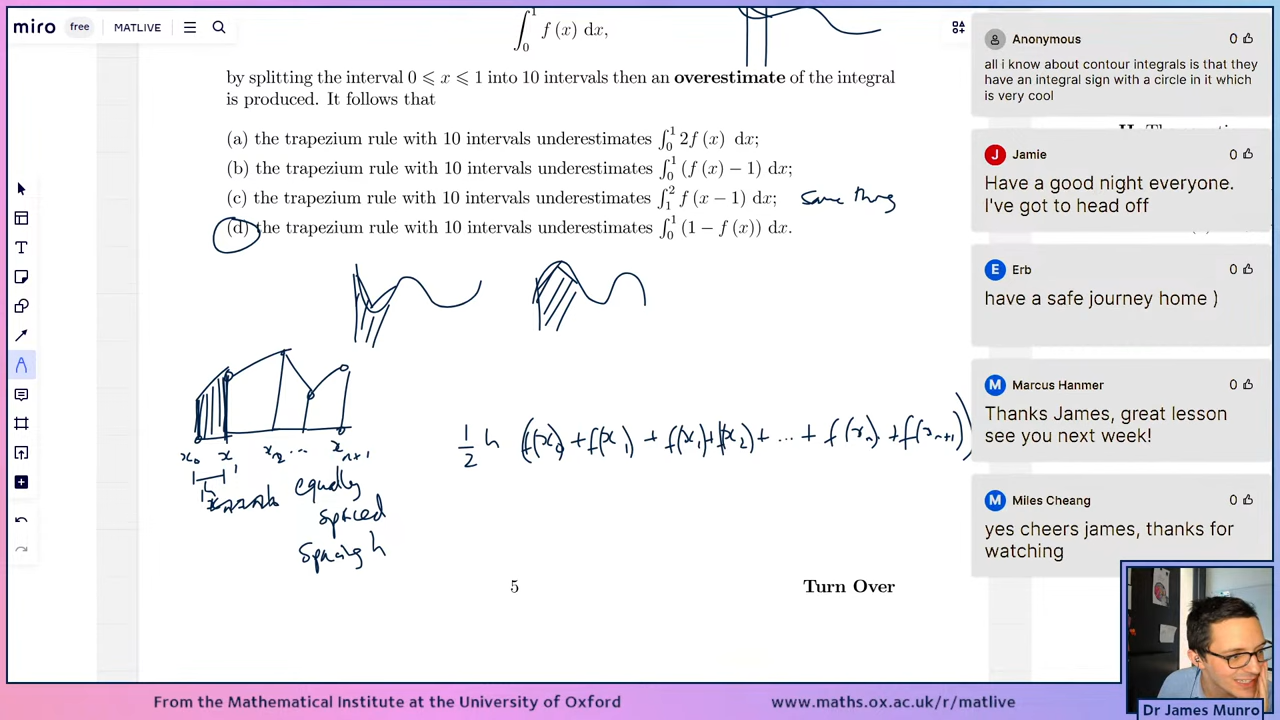 miro free MATLIVE
∫₀¹ f (x) dx,
by splitting the interval 0 ⩽ x ⩽ 1 into 10 intervals then an overestimate of the integral
is produced. It follows that
(a) the trapezium rule with 10 intervals underestimates ∫₀¹ 2f (x) dx;
(b) the trapezium rule with 10 intervals underestimates ∫₀¹ (f (x) − 1) dx;
(c) the trapezium rule with 10 intervals underestimates ∫₁² f (x − 1) dx; same thing
(d) the trapezium rule with 10 intervals underestimates ∫₀¹ (1 − f (x)) dx.
1/2 h (f(x₀)+f(x₁) + f(x₁)+f(x₂)+ ... + f(xₙ)+f(xₙ₊₁))
x₀ x₁ x₂ ... xₙ₊₁
h
equally
spaced
spacing h
5 Turn Over
Anonymous 0
all i know about contour integrals is that they
have an integral sign with a circle in it which
is very cool
J Jamie 0
Have a good night everyone.
I've got to head off
E Erb 0
have a safe journey home )
M Marcus Hanmer 0
Thanks James, great lesson
see you next week!
M Miles Cheang 0
yes cheers james, thanks for
watching
From the Mathematical Institute at the University of Oxford
www.maths.ox.ac.uk/r/matlive
Dr James Munro